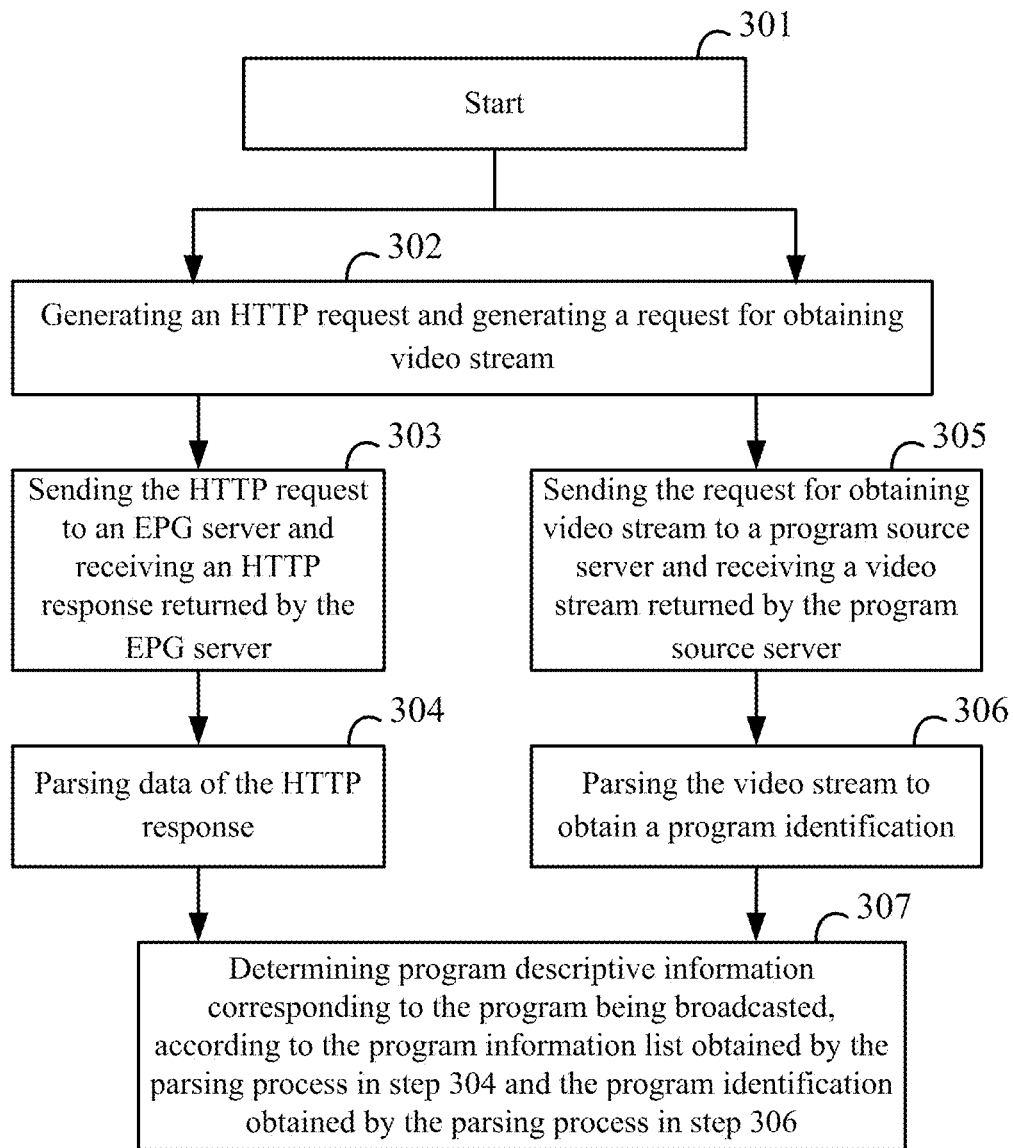 301
Start
302
Generating an HTTP request and generating a request for obtaining
video stream
303
Sending the HTTP request
to an EPG server and
receiving an HTTP
response returned by the
EPG server
305
Sending the request for obtaining
video stream to a program source
server and receiving a video
stream returned by the program
source server
304
Parsing data of the HTTP
response
306
Parsing the video stream to
obtain a program identification
307
Determining program descriptive information
corresponding to the program being broadcasted,
according to the program information list obtained by the
parsing process in step 304 and the program identification
obtained by the parsing process in step 306